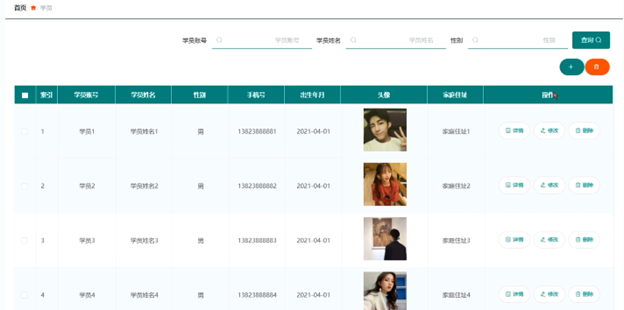 首页 学员
学员账号 学员账号 学员姓名 学员姓名 性别 性别 查询
+
索引 学员账号 学员姓名 性别 手机号 出生年月 头像 家庭住址 操作
1 学员1 学员姓名1 男 13823888881 2021-04-01 家庭住址1 详情 修改 删除
2 学员2 学员姓名2 男 13823888882 2021-04-01 家庭住址2 详情 修改 删除
3 学员3 学员姓名3 男 13823888883 2021-04-01 家庭住址3 详情 修改 删除
4 学员4 学员姓名4 男 13823888884 2021-04-01 家庭住址4 详情 修改 删除